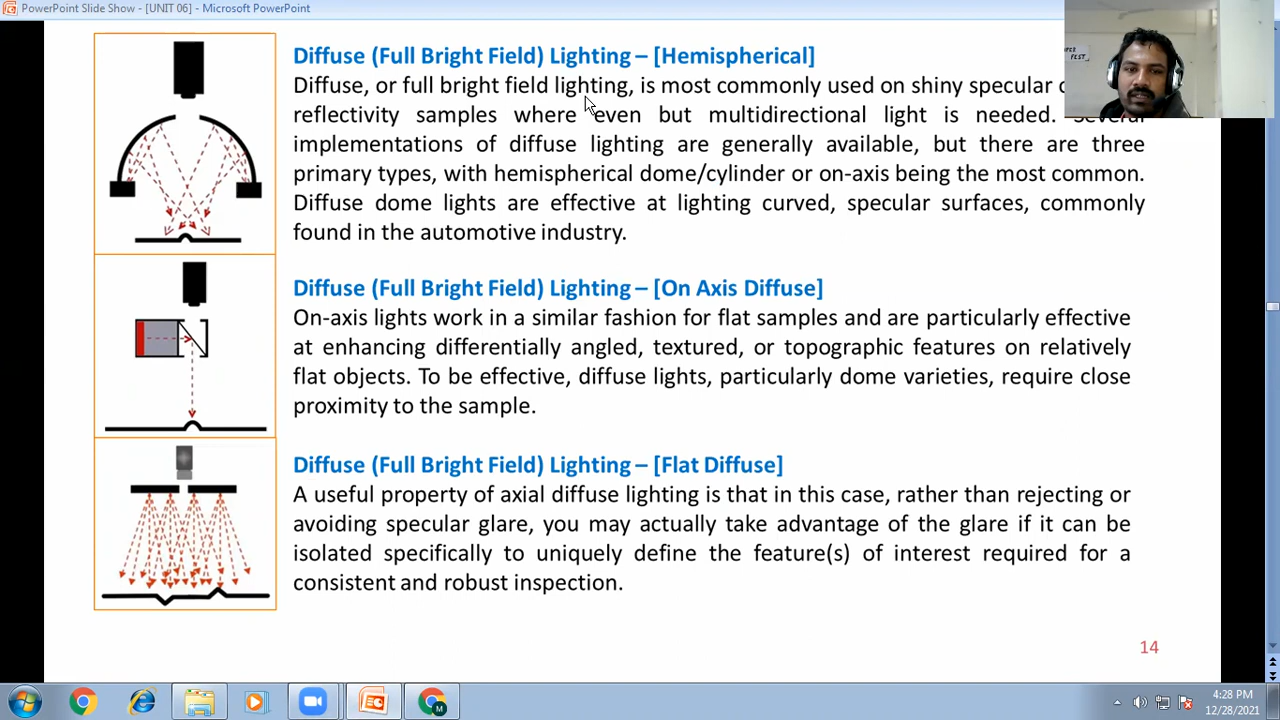 PowerPoint Slide Show - [UNIT 06] - Microsoft PowerPoint
Diffuse (Full Bright Field) Lighting – [Hemispherical]
Diffuse, or full bright field lighting, is most commonly used on shiny specular
reflectivity samples where even but multidirectional light is needed. Several
implementations of diffuse lighting are generally available, but there are three
primary types, with hemispherical dome/cylinder or on-axis being the most common.
Diffuse dome lights are effective at lighting curved, specular surfaces, commonly
found in the automotive industry.
Diffuse (Full Bright Field) Lighting – [On Axis Diffuse]
On-axis lights work in a similar fashion for flat samples and are particularly effective
at enhancing differentially angled, textured, or topographic features on relatively
flat objects. To be effective, diffuse lights, particularly dome varieties, require close
proximity to the sample.
Diffuse (Full Bright Field) Lighting – [Flat Diffuse]
A useful property of axial diffuse lighting is that in this case, rather than rejecting or
avoiding specular glare, you may actually take advantage of the glare if it can be
isolated specifically to uniquely define the feature(s) of interest required for a
consistent and robust inspection.
14
M
4:28 PM
12/28/2021